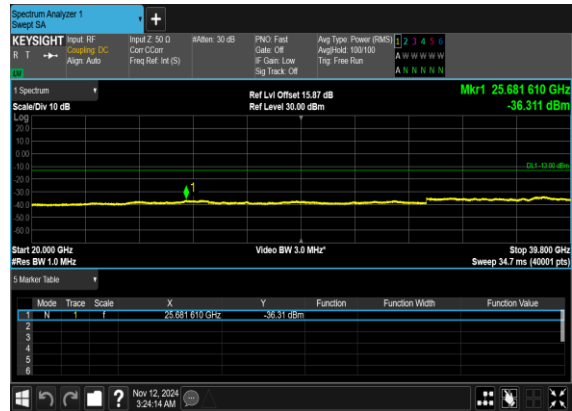 Spectrum Analyzer 1
Swept SA
KEYSIGHT Input: RF Input Z: 50 Ω #Atten: 30 dB PNO: Fast Avg Type: Power (RMS) 1 2 3 4 5 6
R T Coupling: DC Corr CCorr Gate: Off Avg|Hold: 100/100 A W W W W W
Align: Auto Freq Ref: Int (S) IF Gain: Low Trig: Free Run
Sig Track: Off A N N N N N
1 Spectrum Ref Lvl Offset 15.87 dB Mkr1 25.681 610 GHz
Scale/Div 10 dB Ref Level 30.00 dBm -36.311 dBm
Log
20.0
10.0
0.00
-10.0 DL1 -13.00 dBm
-20.0
-30.0 1
-40.0
-50.0
-60.0
Start 20.000 GHz Video BW 3.0 MHz* Stop 39.800 GHz
#Res BW 1.0 MHz Sweep 34.7 ms (40001 pts)
5 Marker Table
Mode Trace Scale X Y Function Function Width Function Value
1 N 1 f 25.681 610 GHz -36.31 dBm
2
3
4
5
6
Nov 12, 2024
3:24:14 AM